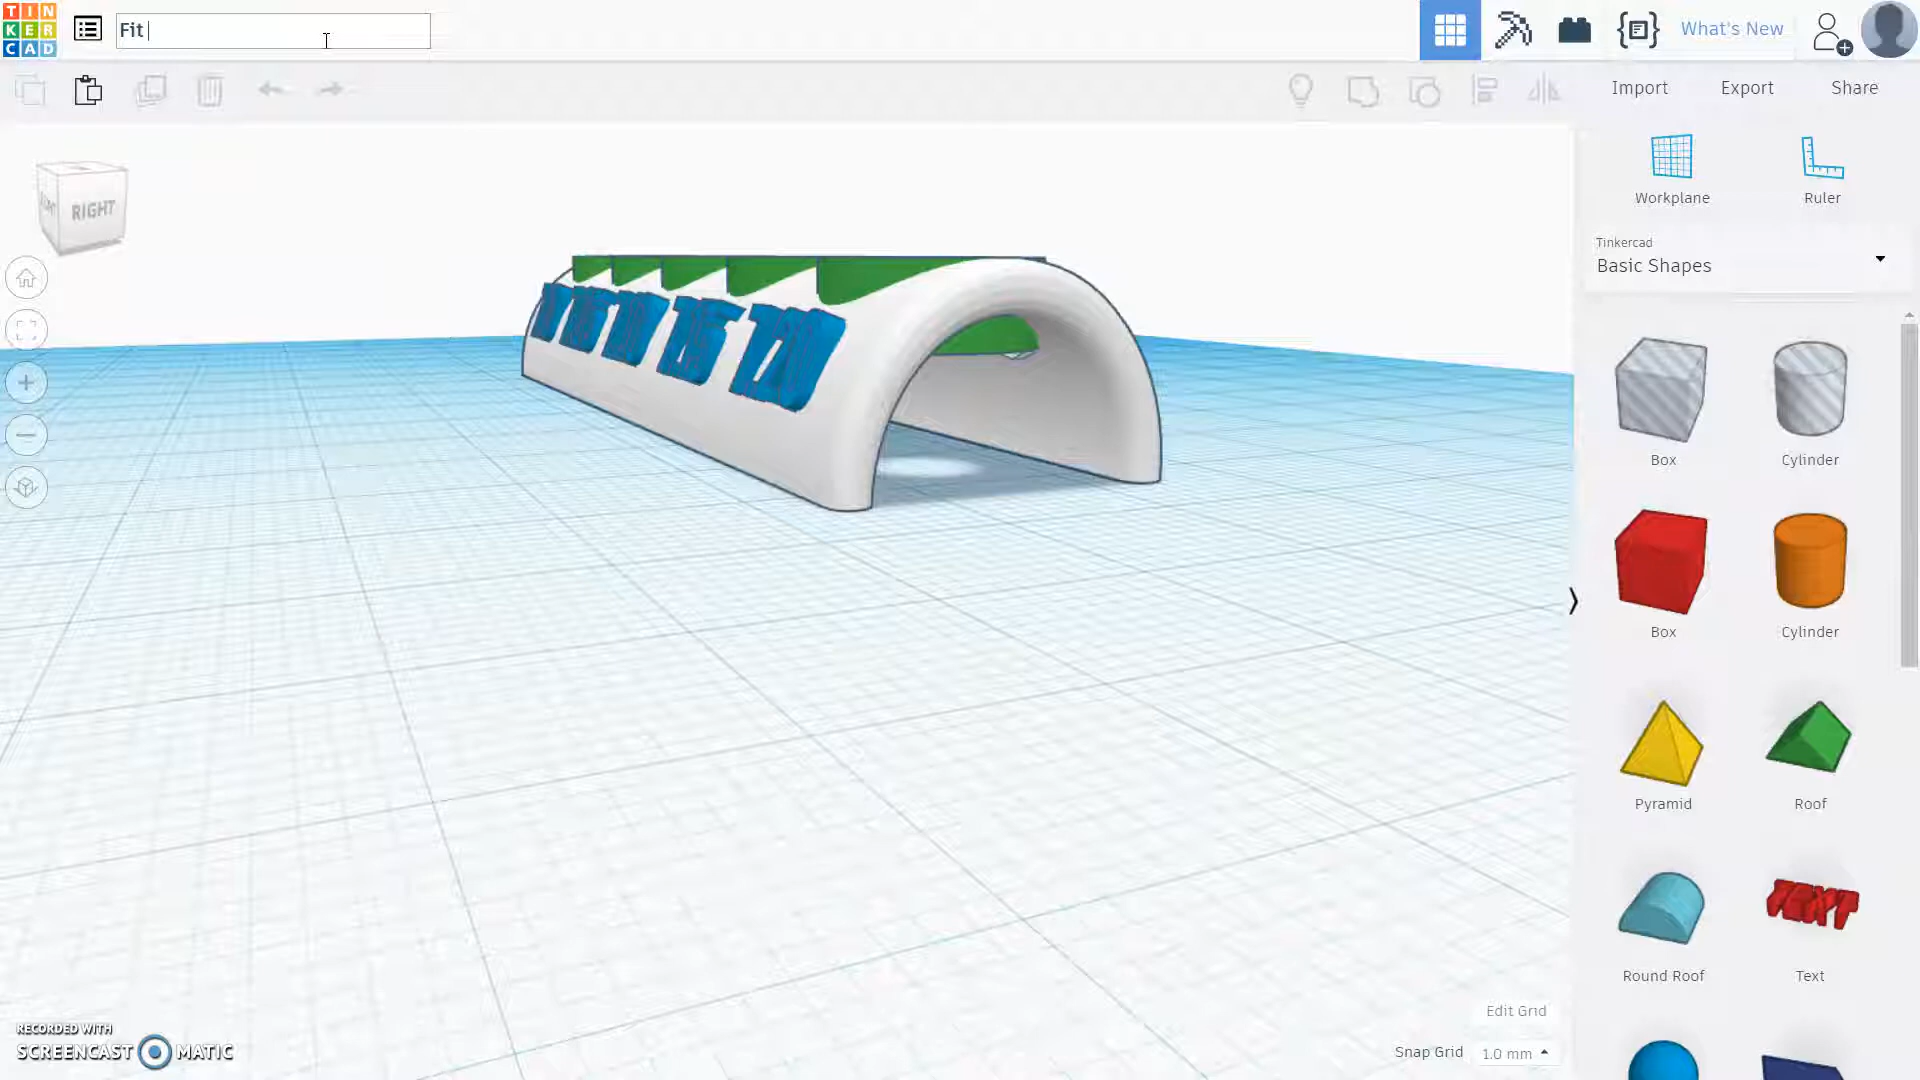 TIN
KER
CAD
Fit
What's New
Import
Export
Share
RIGHT
Workplane
Ruler
Tinkercad
Basic Shapes
Box
Cylinder
Box
Cylinder
Pyramid
Roof
TEXT
Round Roof
Text
Edit Grid
Snap Grid
1.0 mm
RECORDED WITH
SCREENCAST MATIC